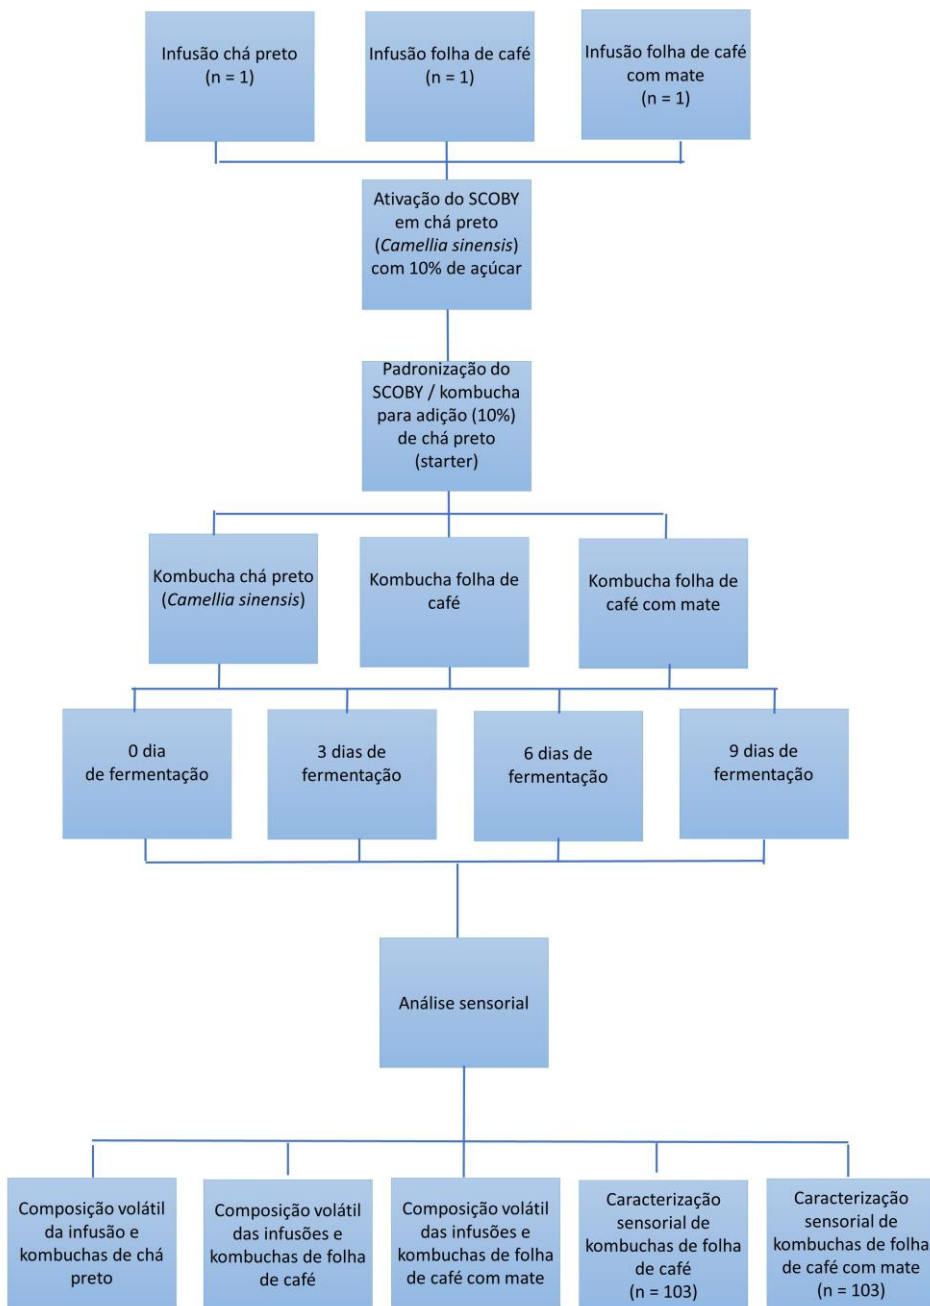 Infusão chá preto
(n = 1)
Infusão folha de café
(n = 1)
Infusão folha de café
com mate
(n = 1)
Ativação do SCOBY
em chá preto
(Camellia sinensis)
com 10% de açúcar
Padronização do
SCOBY / kombucha
para adição (10%)
de chá preto
(starter)
Kombucha chá preto
(Camellia sinensis)
Kombucha folha de
café
Kombucha folha de
café com mate
0 dia
de fermentação
3 dias de
fermentação
6 dias de
fermentação
9 dias de
fermentação
Análise sensorial
Composição volátil
da infusão e
kombuchas de chá
preto
Composição volátil
das infusões e
kombuchas de folha
de café
Composição volátil
das infusões e
kombuchas de folha
de café com mate
Caracterização
sensorial de
kombuchas de folha
de café
(n = 103)
Caracterização
sensorial de
kombuchas de folha
de café com mate
(n = 103)